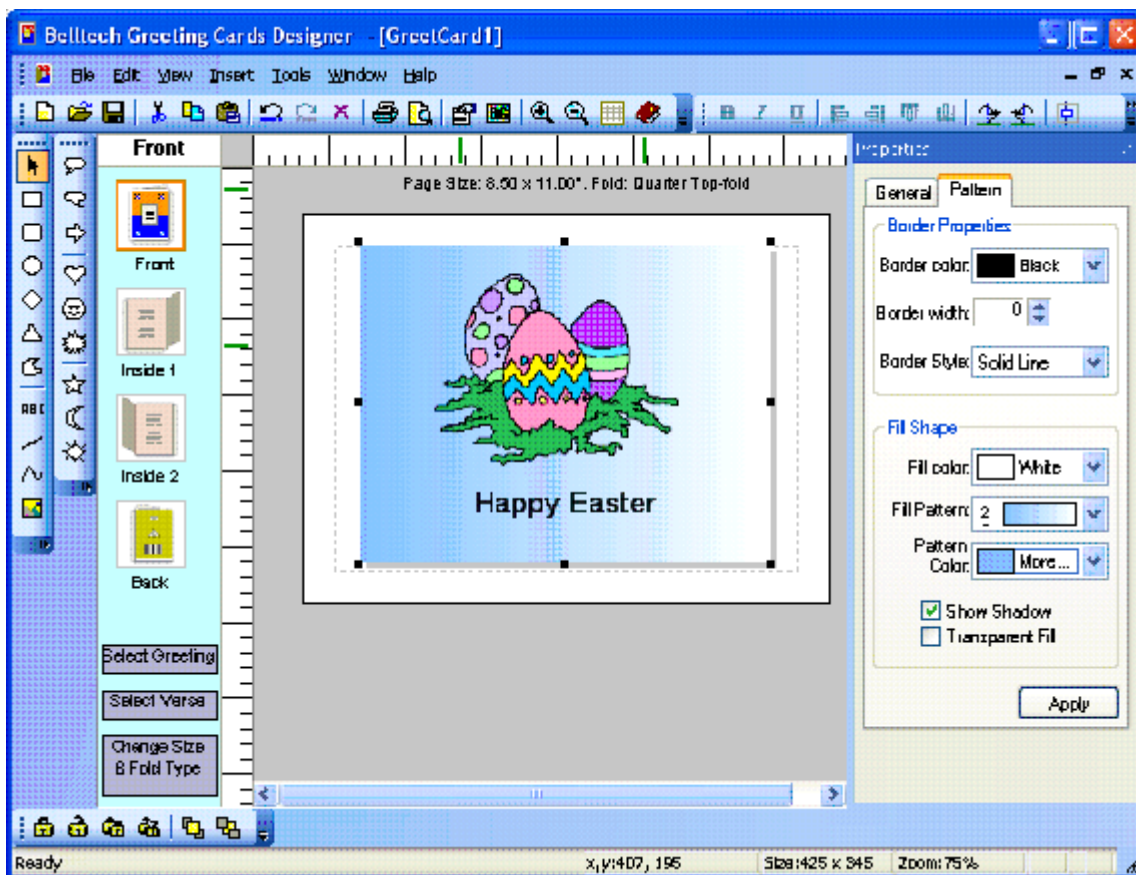 Belltech Greeting Cards Designer - [GreetCard1]
File Edit View Insert Tools Window Help
B I U
Front
Properties
Page Size: 8.50 x 11.00". Fold: Quarter Top-fold
General Pattern
Front
Border Properties
Border color: Black
Border width: 0
Inside 1
Border Style: Solid Line
ABC
Fill Shape
Inside 2
Fill color: White
Happy Easter
Fill Pattern: 2
Pattern Color: More...
Back
Show Shadow
Transparent Fill
Select Greeting
Select Verse
Apply
Change Size
& Fold Type
Ready x,y:407, 195 Size:425 x 345 Zoom:75%